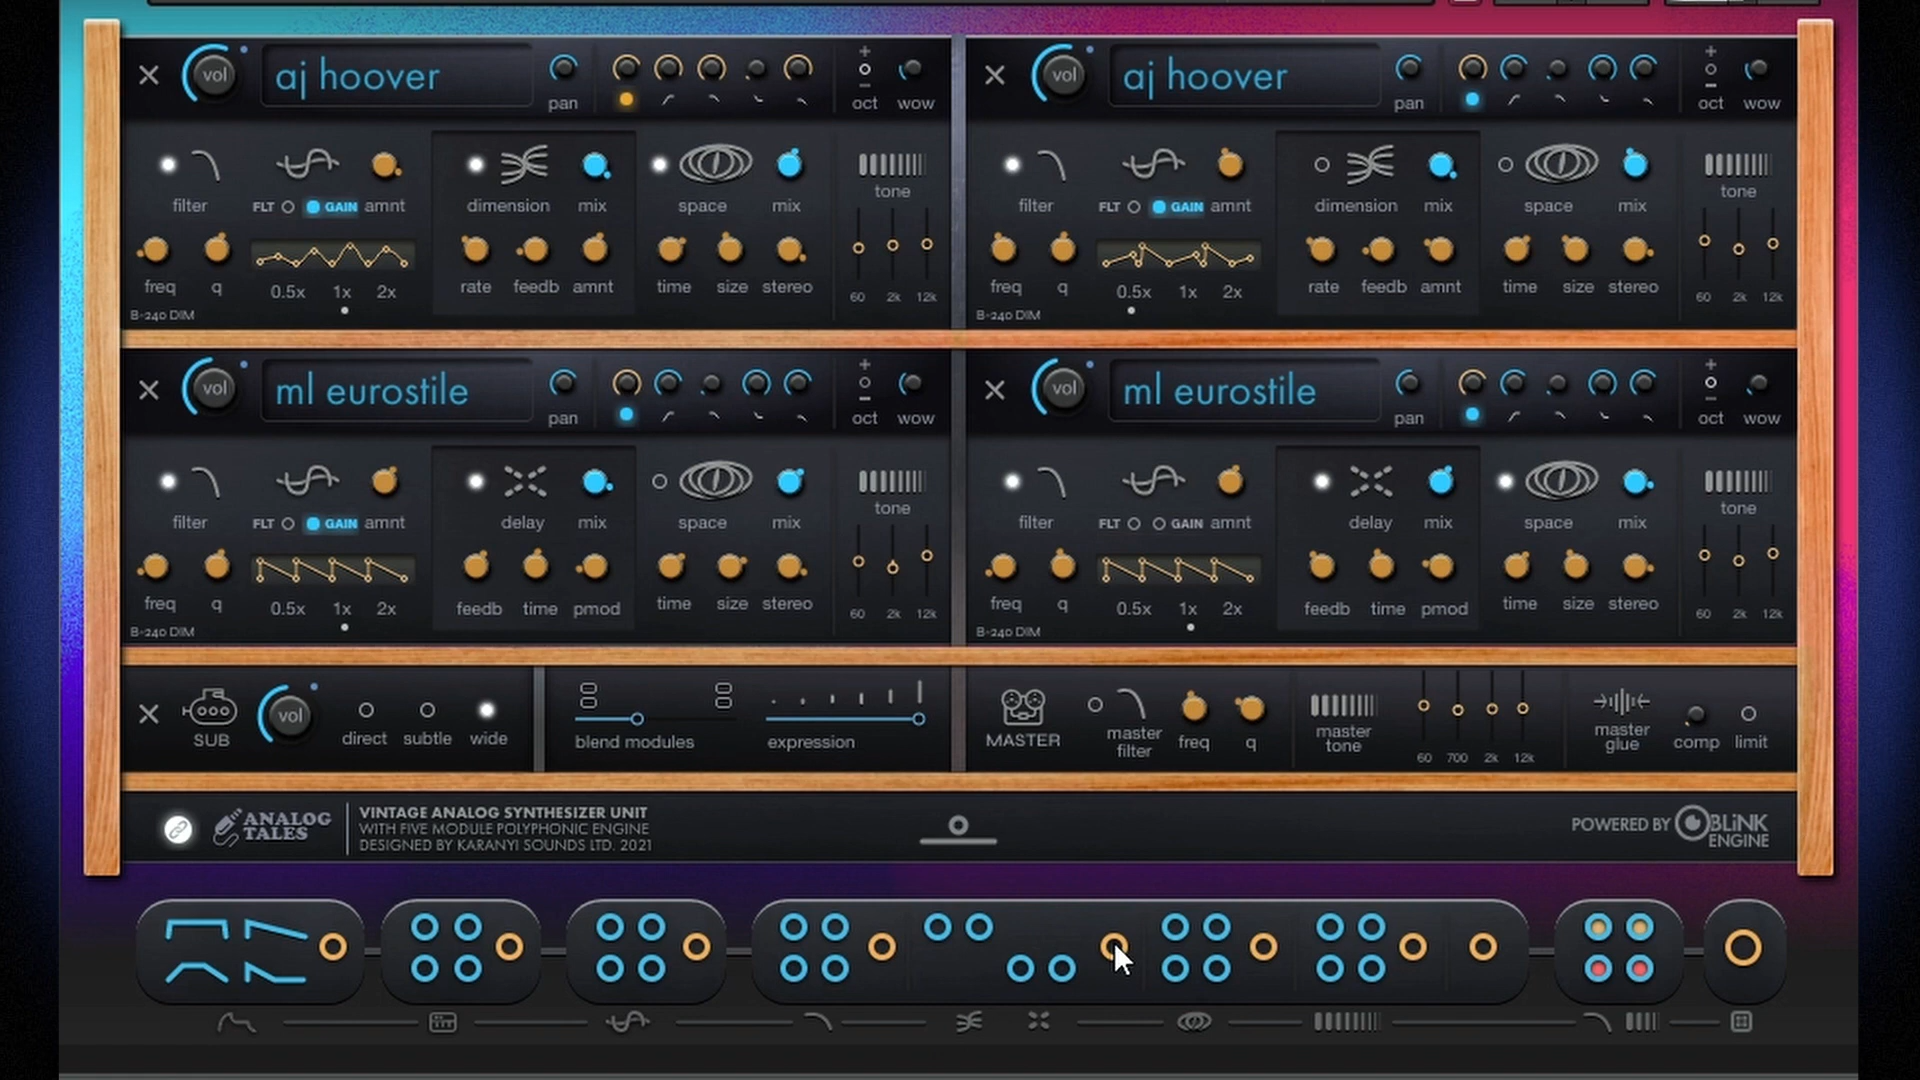 vol
aj hoover
pan
oct
wow
vol
aj hoover
pan
oct
wow
filter
FLT
GAIN
amnt
dimension
mix
space
mix
tone
filter
FLT
GAIN
amnt
dimension
mix
space
mix
tone
freq
q
0.5x
1x
2x
rate
feedb
amnt
time
size
stereo
60
2k
12k
freq
q
0.5x
1x
2x
rate
feedb
amnt
time
size
stereo
60
2k
12k
B-240 DIM
B-240 DIM
vol
ml eurostile
pan
oct
wow
vol
ml eurostile
pan
oct
wow
filter
FLT
GAIN
amnt
delay
mix
space
mix
tone
filter
FLT
GAIN
amnt
delay
mix
space
mix
tone
freq
q
0.5x
1x
2x
feedb
time
pmod
time
size
stereo
60
2k
12k
freq
q
0.5x
1x
2x
feedb
time
pmod
time
size
stereo
60
2k
12k
B-240 DIM
B-240 DIM
SUB
vol
direct
subtle
wide
blend modules
expression
MASTER
master
filter
freq
q
master
tone
60
700
2k
12k
master
glue
comp
limit
ANALOG
TALES
VINTAGE ANALOG SYNTHESIZER UNIT
WITH FIVE MODULE POLYPHONIC ENGINE
DESIGNED BY KARANYI SOUNDS LTD. 2021
POWERED BY
BLiNK
ENGINE